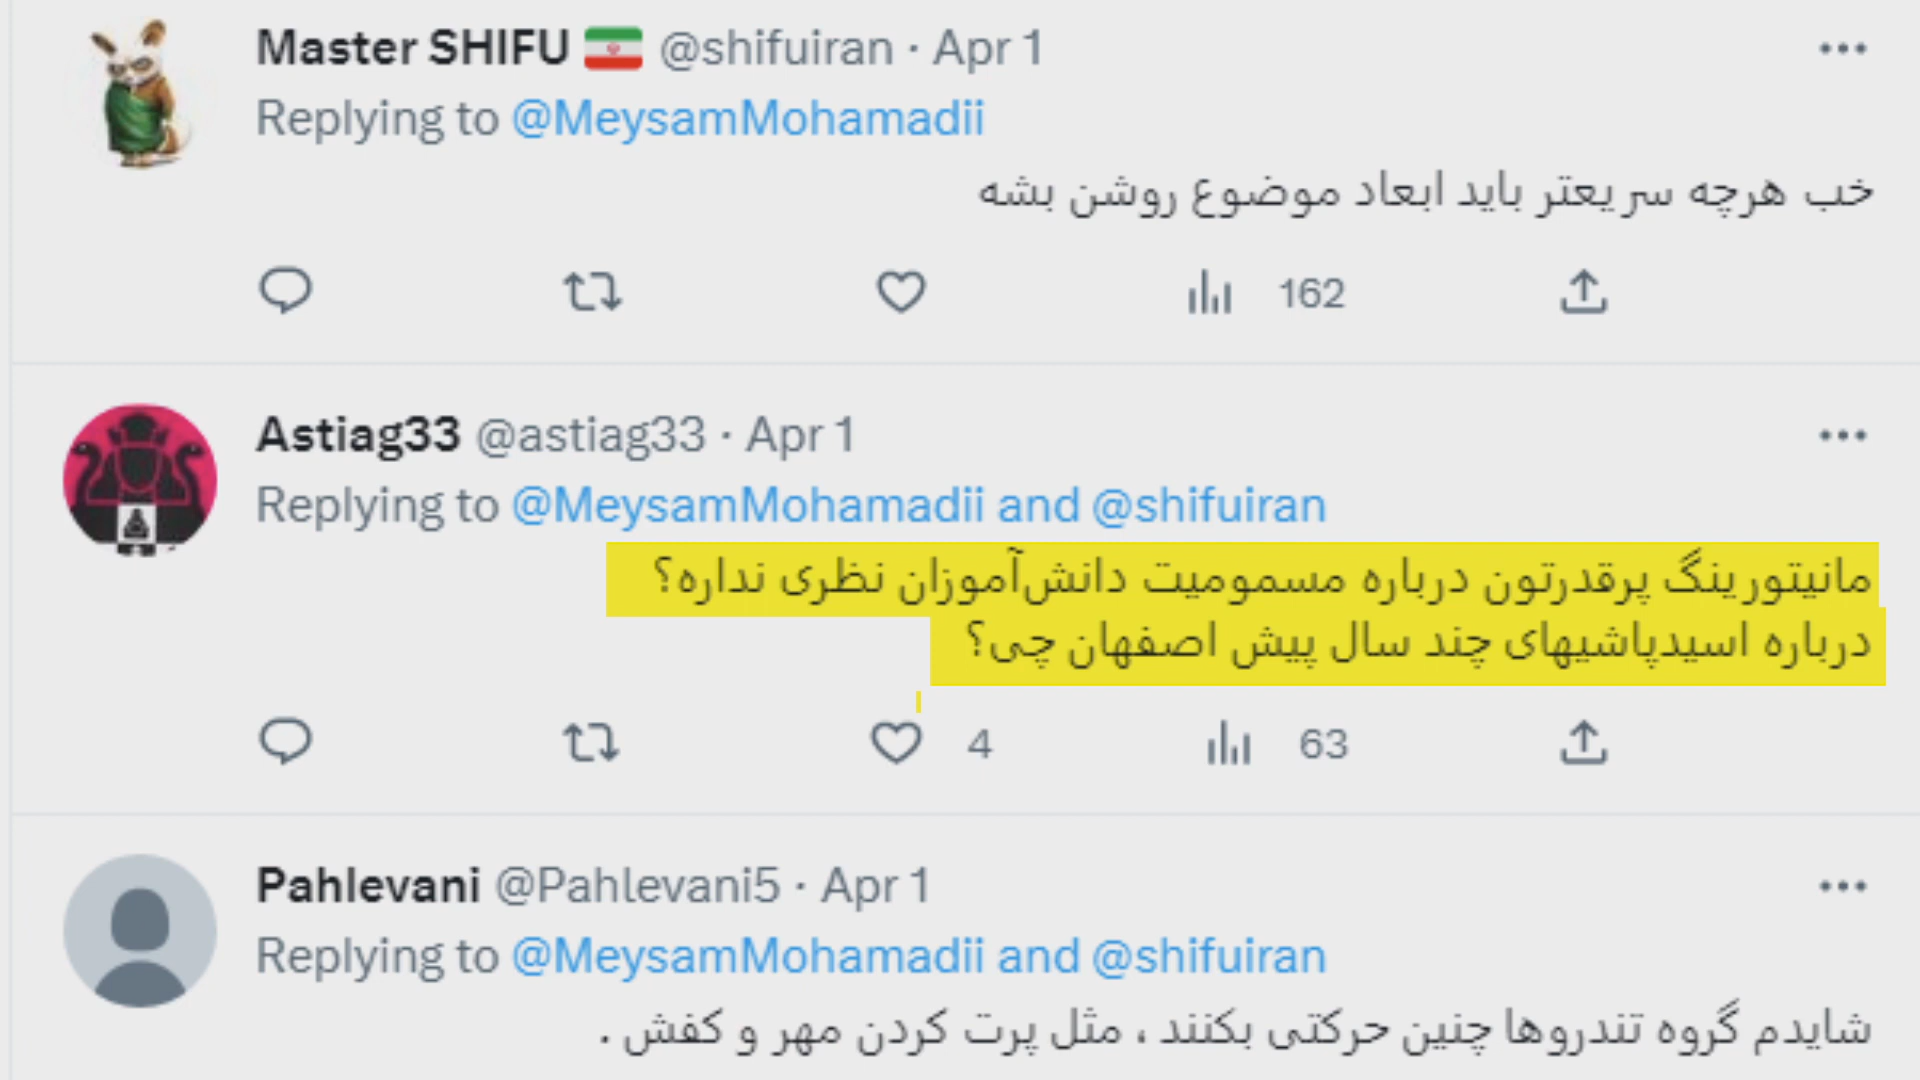 Master SHIFU @shifuiran · Apr 1
Replying to @MeysamMohamadii
خب هرچه سریعتر باید ابعاد موضوع روشن بشه
162
Astiag33 @astiag33 · Apr 1
Replying to @MeysamMohamadii and @shifuiran
مانیتورینگ پرقدرتون درباره مسمومیت دانش‌آموزان نظری نداره؟
درباره اسیدپاشیهای چند سال پیش اصفهان چی؟
4 63
Pahlevani @Pahlevani5 · Apr 1
Replying to @MeysamMohamadii and @shifuiran
شایدم گروه تندروها چنین حرکتی بکنند ، مثل پرت کردن مهر و کفش .